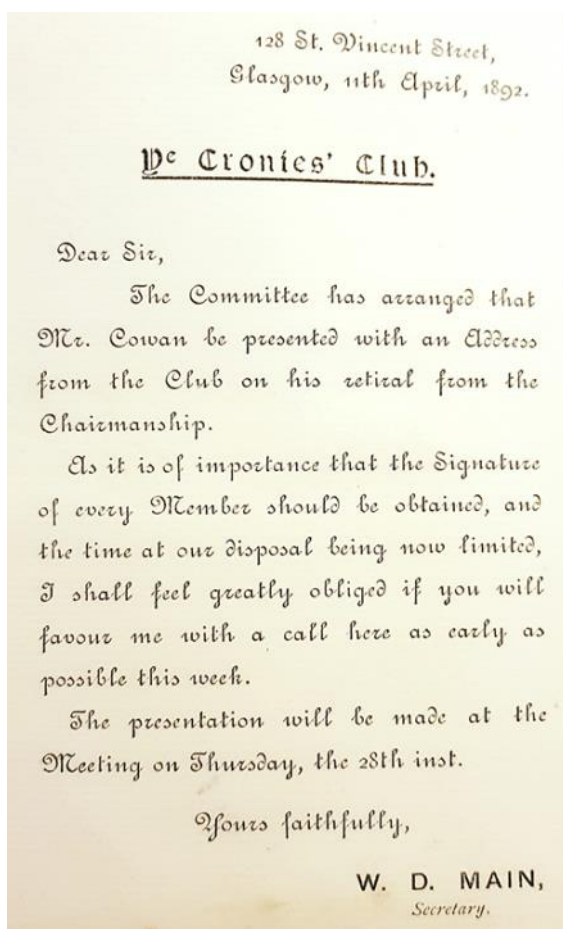 128 St. Vincent Street,
Glasgow, 11th April, 1892.
Ye Cronies' Club.
Dear Sir,
The Committee has arranged that
Mr. Cowan be presented with an Address
from the Club on his retiral from the
Chairmanship.
As it is of importance that the Signature
of every Member should be obtained, and
the time at our disposal being now limited,
I shall feel greatly obliged if you will
favour me with a call here as early as
possible this week.
The presentation will be made at the
Meeting on Thursday, the 28th inst.
Yours faithfully,
W. D. MAIN,
Secretary.